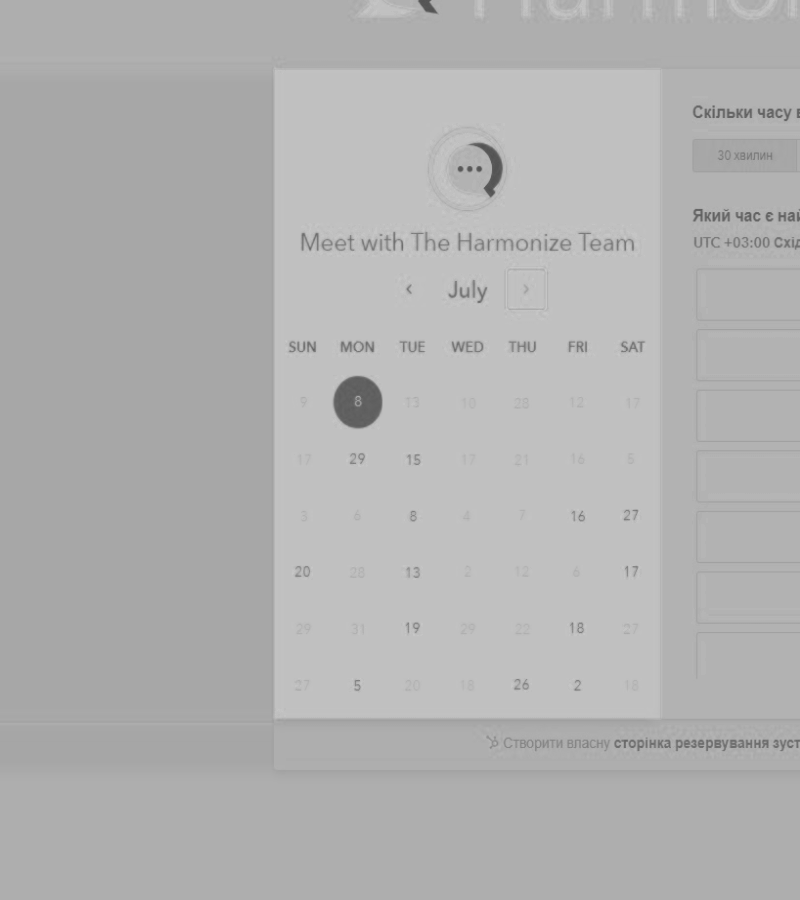 Harmon
Скільки часу в
30 хвилин
Meet with The Harmonize Team
Який час є най
UTC +03:00 Схід
‹ July ›
SUN MON TUE WED THU FRI SAT
9 8 13 10 28 12 17
17 29 15 17 21 16 5
3 6 8 4 7 16 27
20 28 13 2 12 6 17
29 31 19 29 22 18 27
27 5 20 18 26 2 18
Створити власну сторінка резервування зуст